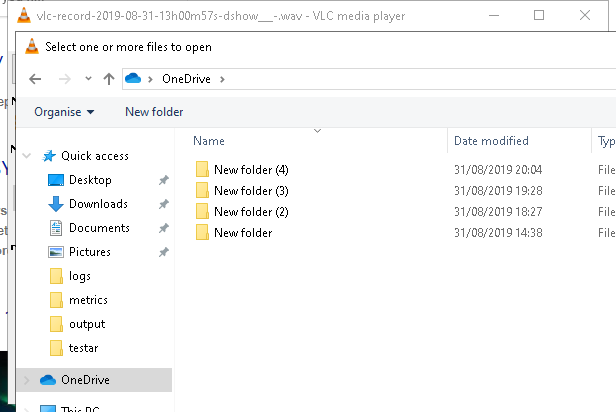 vlc-record-2019-08-31-13h00m57s-dshow___-.wav - VLC media player
Select one or more files to open
OneDrive
Organise New folder
Name Date modified Typ
Quick access
Desktop
Downloads
Documents
Pictures
logs
metrics
output
testar
OneDrive
This PC
New folder (4) 31/08/2019 20:04 File
New folder (3) 31/08/2019 19:28 File
New folder (2) 31/08/2019 18:27 File
New folder 31/08/2019 14:38 File